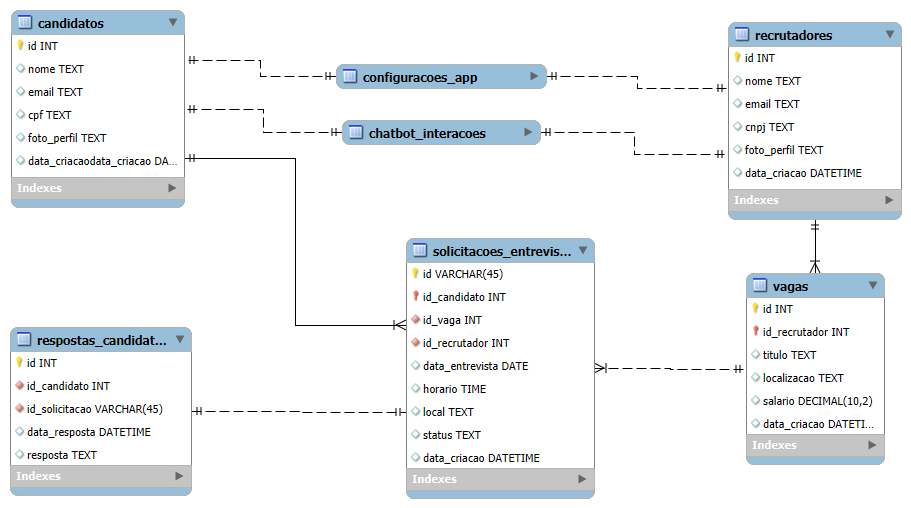 candidatos
id INT
nome TEXT
email TEXT
cpf TEXT
foto_perfil TEXT
data_criacaodata_criacao DA...
Indexes
configuracoes_app
chatbot_interacoes
recrutadores
id INT
nome TEXT
email TEXT
cnpj TEXT
foto_perfil TEXT
data_criacao DATETIME
Indexes
solicitacoes_entrevis...
id VARCHAR(45)
id_candidato INT
id_vaga INT
id_recrutador INT
data_entrevista DATE
horario TIME
local TEXT
status TEXT
data_criacao DATETIME
Indexes
vagas
id INT
id_recrutador INT
titulo TEXT
localizacao TEXT
salario DECIMAL(10,2)
data_criacao DATETI...
Indexes
respostas_candidat...
id INT
id_candidato INT
id_solicitacao VARCHAR(45)
data_resposta DATETIME
resposta TEXT
Indexes